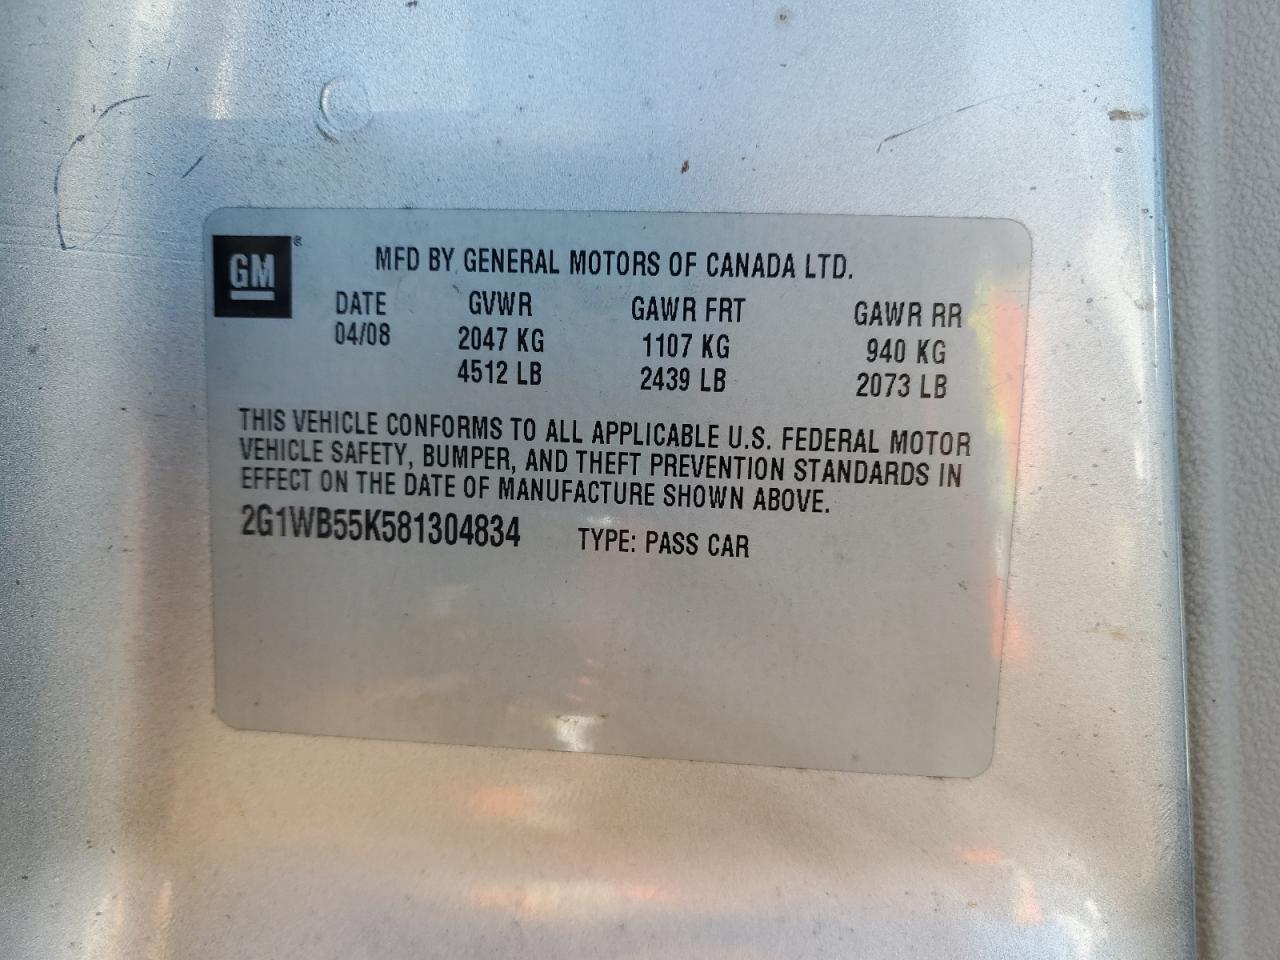 GM®
MFD BY GENERAL MOTORS OF CANADA LTD.
DATE GVWR GAWR FRT GAWR RR
04/08 2047 KG 1107 KG 940 KG
4512 LB 2439 LB 2073 LB
THIS VEHICLE CONFORMS TO ALL APPLICABLE U.S. FEDERAL MOTOR
VEHICLE SAFETY, BUMPER, AND THEFT PREVENTION STANDARDS IN
EFFECT ON THE DATE OF MANUFACTURE SHOWN ABOVE.
2G1WB55K581304834 TYPE: PASS CAR